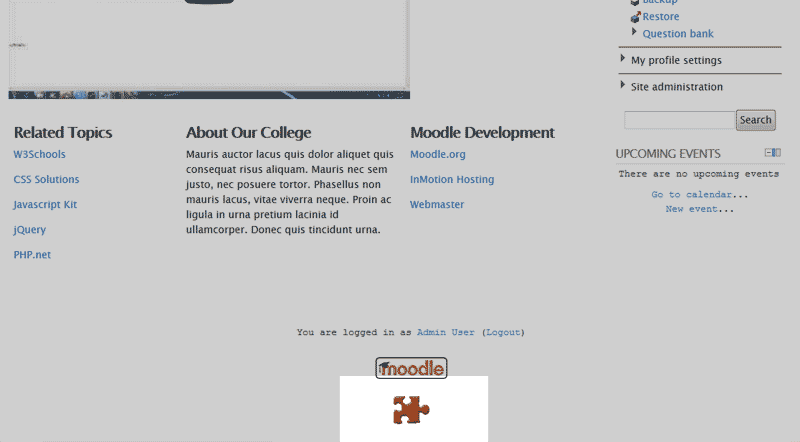 Backup
Restore
Question bank
My profile settings
Site administration
Search
UPCOMING EVENTS
There are no upcoming events
Go to calendar...
New event...
Related Topics
W3Schools
CSS Solutions
Javascript Kit
jQuery
PHP.net
About Our College
Mauris auctor lacus quis dolor aliquet quis
consequat risus aliquam. Mauris nec sem
justo, nec posuere tortor. Phasellus non
mauris lacus, vitae viverra neque. Proin ac
ligula in urna pretium lacinia id
ullamcorper. Donec quis tincidunt urna.
Moodle Development
Moodle.org
InMotion Hosting
Webmaster
You are logged in as Admin User (Logout)
moodle